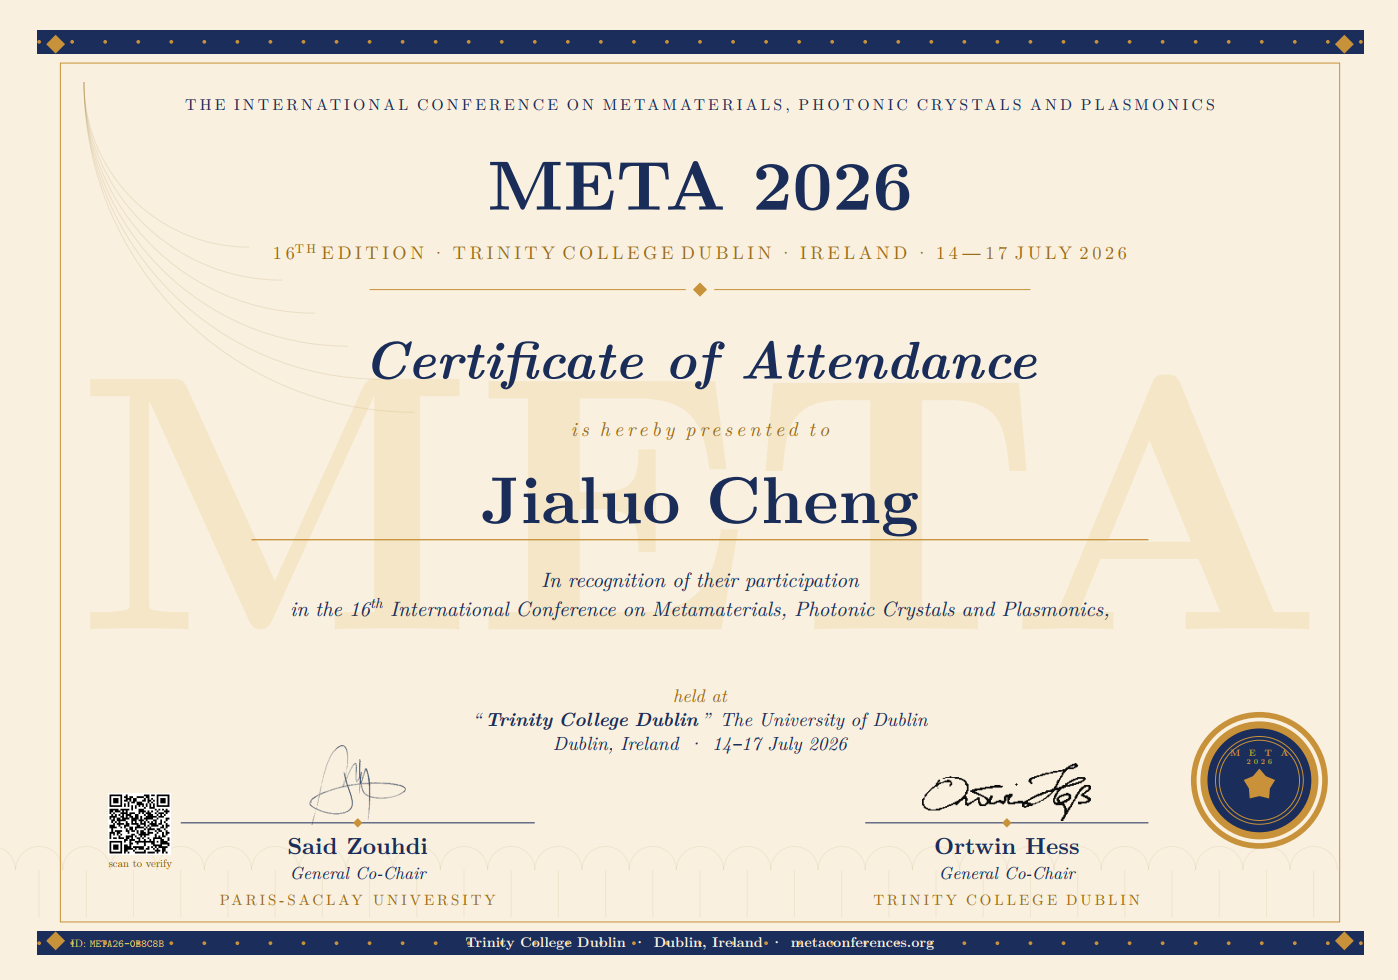 THE INTERNATIONAL CONFERENCE ON METAMATERIALS, PHOTONIC CRYSTALS AND PLASMONICS
META 2026
16TH EDITION · TRINITY COLLEGE DUBLIN · IRELAND · 14—17 JULY 2026
Certificate of Attendance
META
is hereby presented to
Jialuo Cheng
In recognition of their participation
in the 16th International Conference on Metamaterials, Photonic Crystals and Plasmonics,
held at
“Trinity College Dublin” The University of Dublin
Dublin, Ireland · 14–17 July 2026
META
2026
scan to verify
Said Zouhdi
General Co-Chair
PARIS-SACLAY UNIVERSITY
Ortwin Hess
General Co-Chair
TRINITY COLLEGE DUBLIN
ID: META26-0B8C8B
Trinity College Dublin · Dublin, Ireland · metaconferences.org